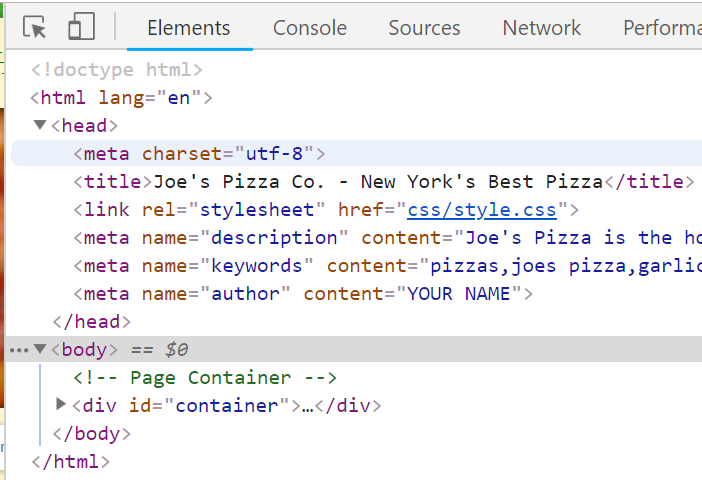 Elements Console Sources Network
<!doctype html>
<html lang="en">
<head>
<meta charset="utf-8">
<title>Joe's Pizza Co. - New York's Best Pizza</title>
<link rel="stylesheet" href="css/style.css">
<meta name="description" content="Joe's Pizza is the
<meta name="keywords" content="pizzas,joes pizza,garlic
<meta name="author" content="YOUR NAME">
</head>
<body> == $0
<!-- Page Container -->
<div id="container">…</div>
</body>
</html>